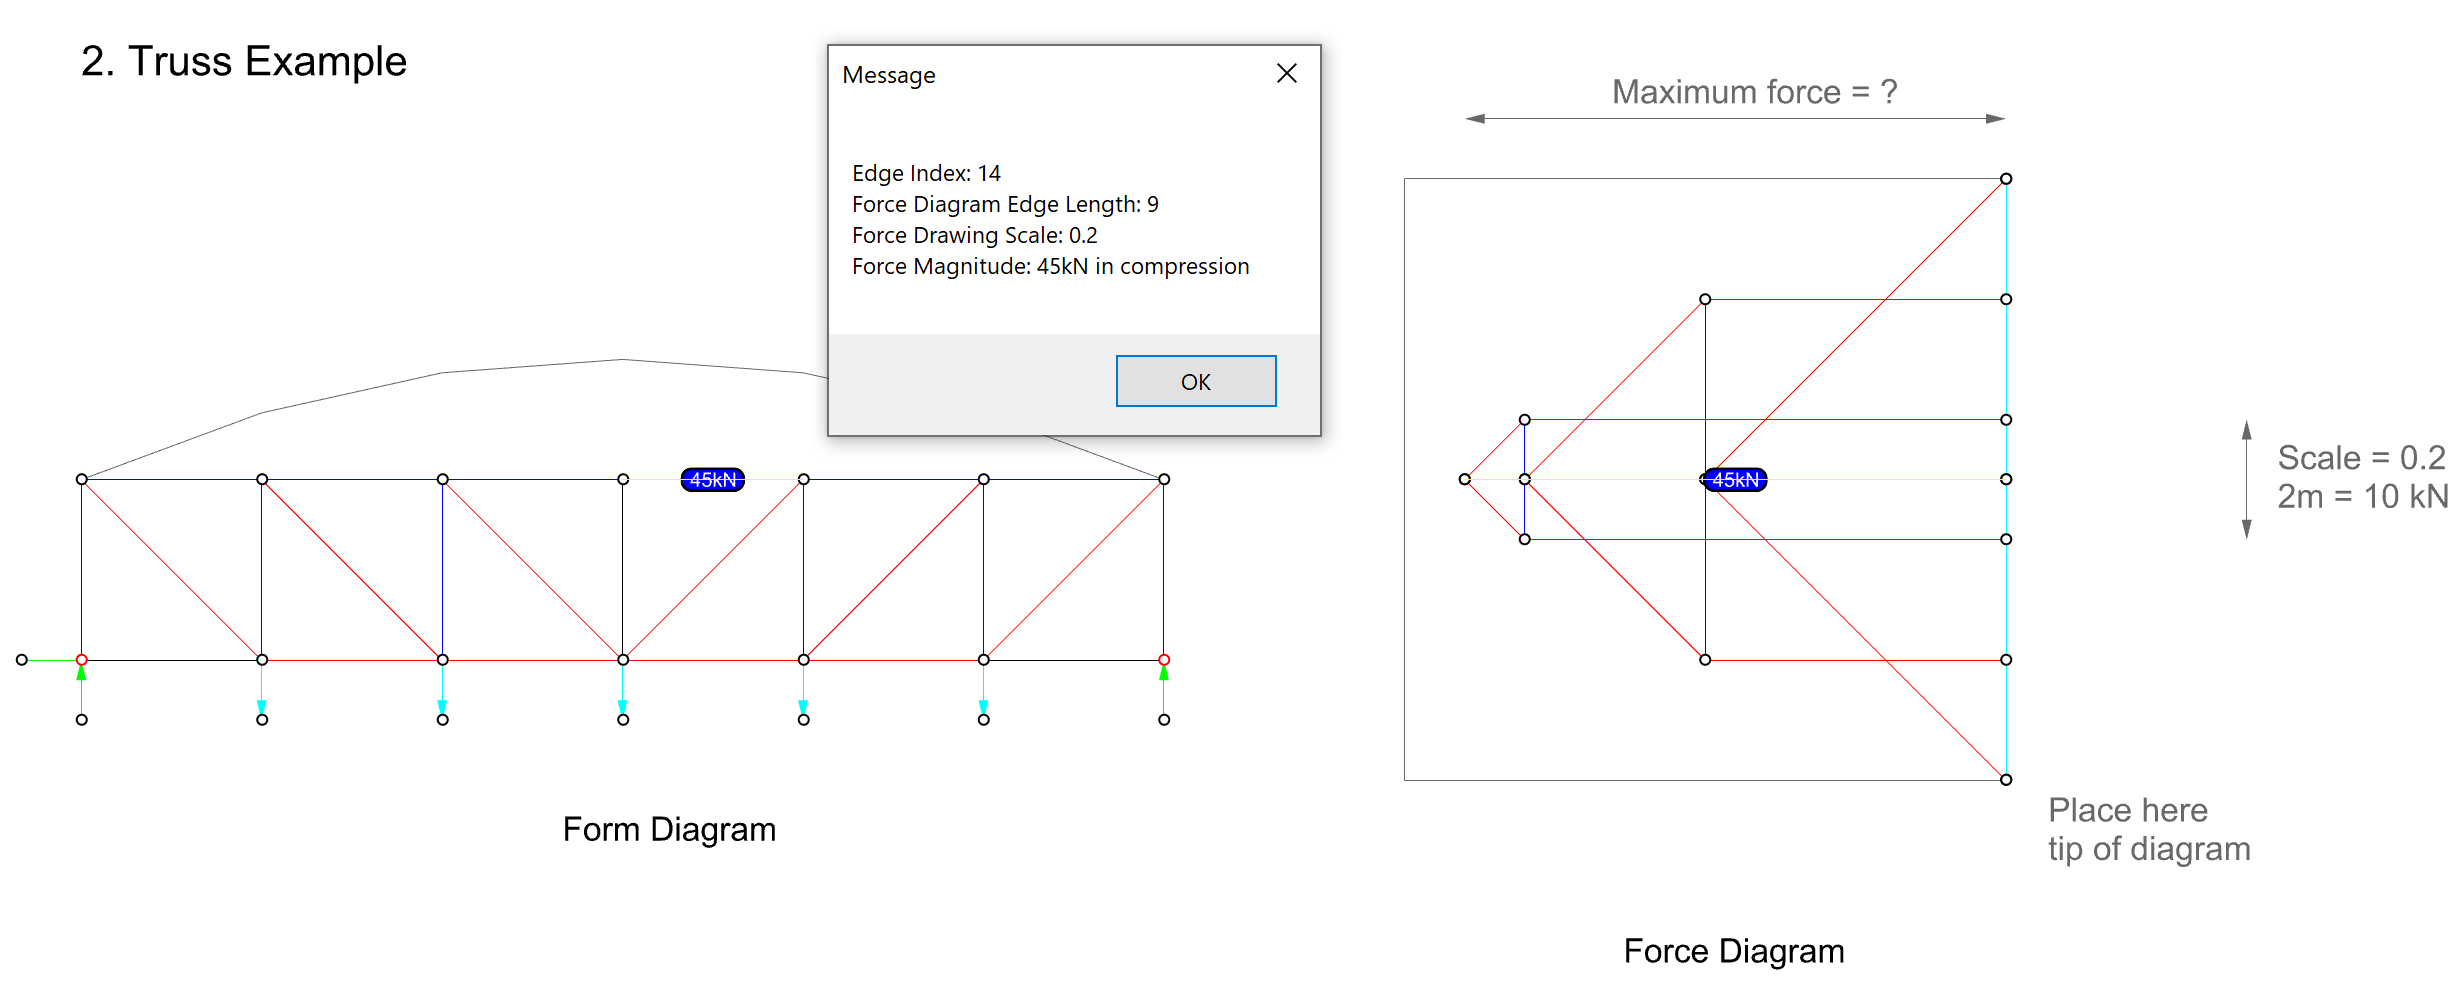 2. Truss Example
Message
Edge Index: 14
Force Diagram Edge Length: 9
Force Drawing Scale: 0.2
Force Magnitude: 45kN in compression
OK
45kN
Form Diagram
Maximum force = ?
45kN
Scale = 0.2
2m = 10 kN
Place here
tip of diagram
Force Diagram